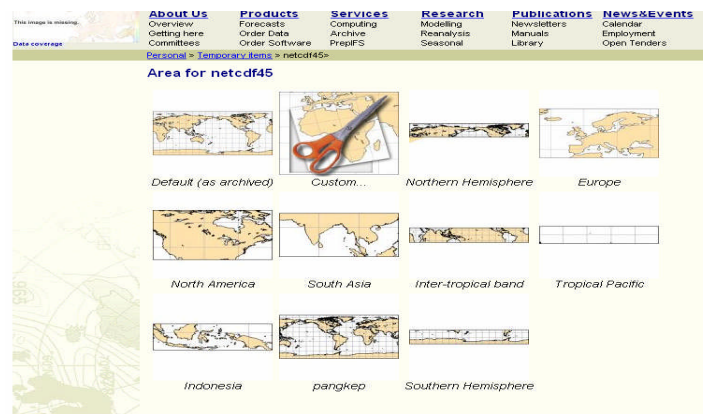 This image is missing.
Data coverage
About Us Products Services Research Publications News&Events
Overview Forecasts Computing Modelling Newsletters Calendar
Getting here Order Data Archive Reanalysis Manuals Employment
Committees Order Software PrepIFS Seasonal Library Open Tenders
Personal > Temporary items > netcdf45>
Area for netcdf45
Default (as archived) Custom... Northern Hemisphere Europe
North America South Asia Inter-tropical band Tropical Pacific
Indonesia pangkep Southern Hemisphere